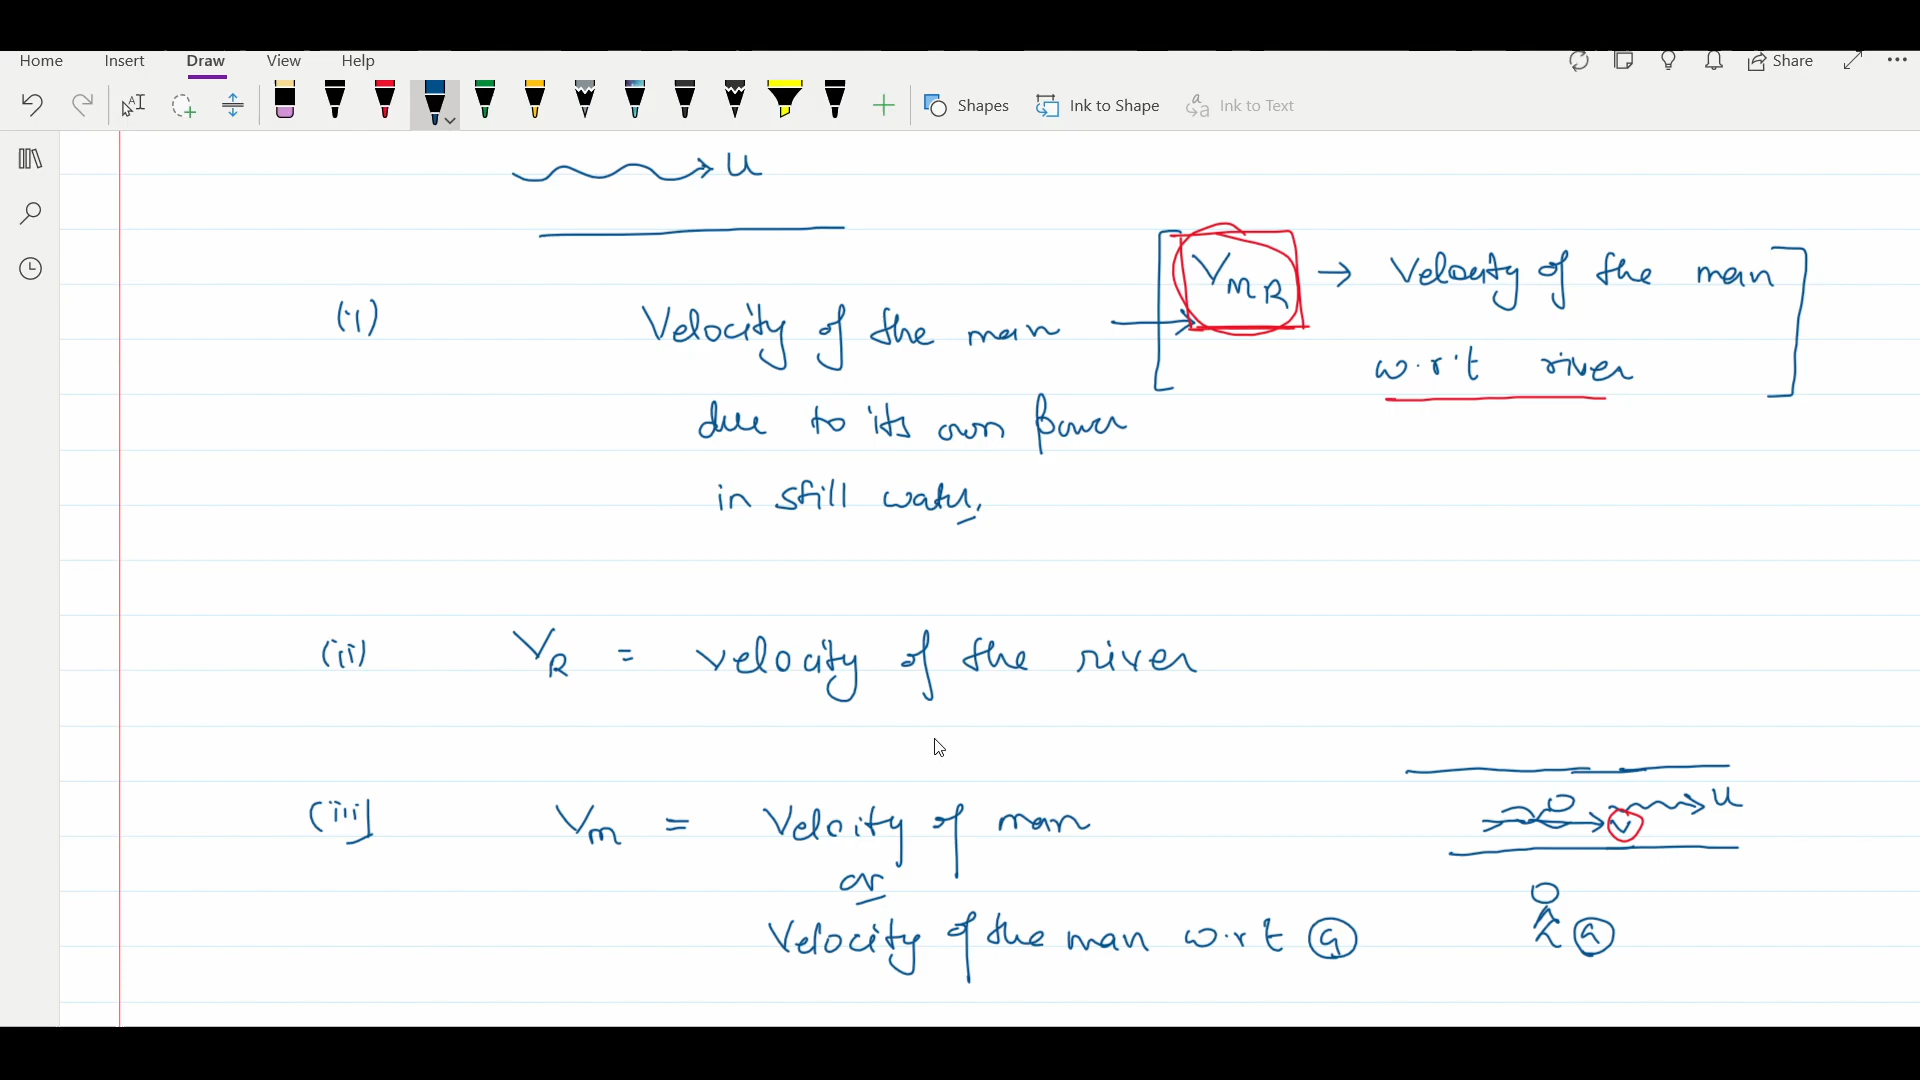 Home Insert Draw View Help Share
Shapes Ink to Shape Ink to Text
u
(i) Velocity of the man → [ V_MR → Velocity of the man
w.r.t river ]
due to its own power
in still water.
(ii) V_R = velocity of the river
(iii) V_m = Velocity of man
or
Velocity of the man w.r.t G
u
v
a